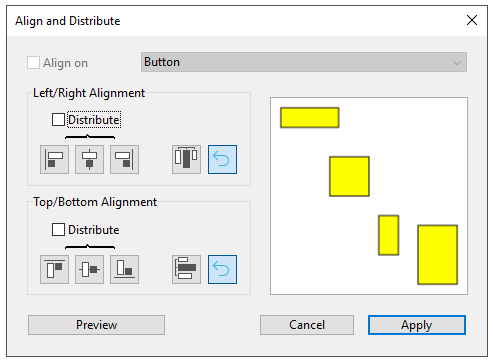 Align and Distribute
Align on
Button
Left/Right Alignment
Distribute
Top/Bottom Alignment
Distribute
Preview
Cancel
Apply